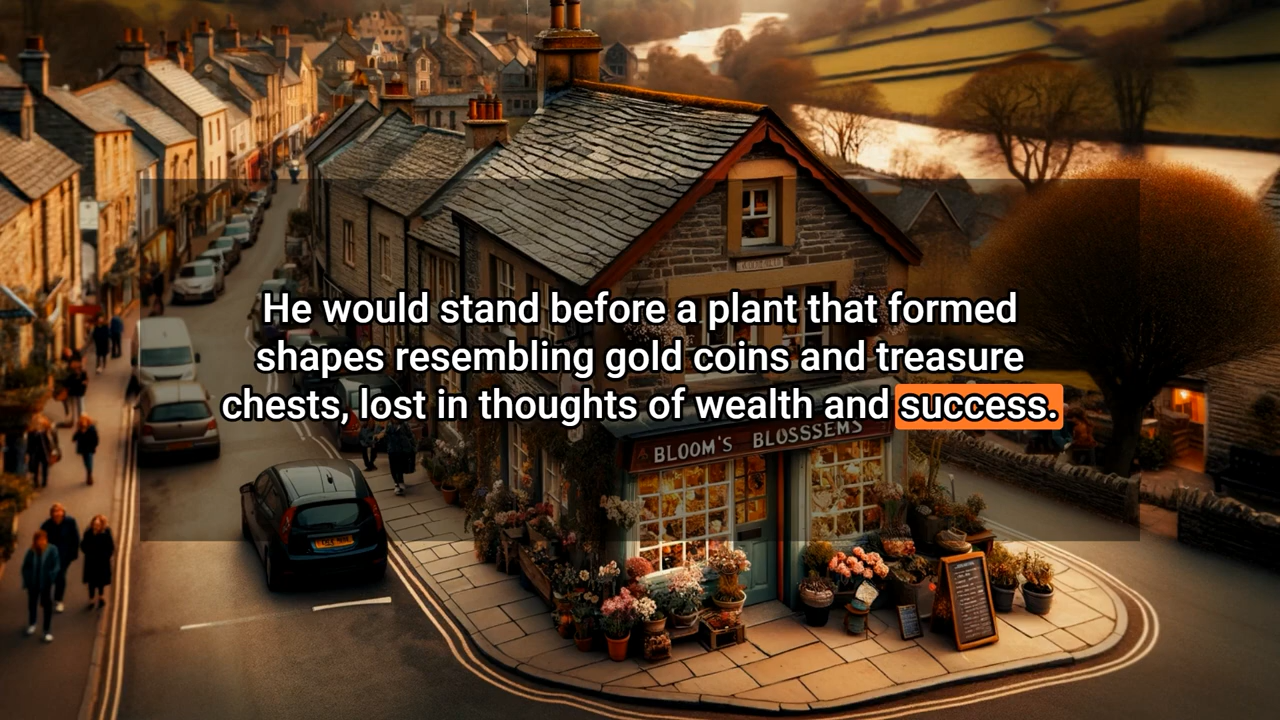 He would stand before a plant that formed
shapes resembling gold coins and treasure
chests, lost in thoughts of wealth and success.
BLOOM'S BLOSSSEMS